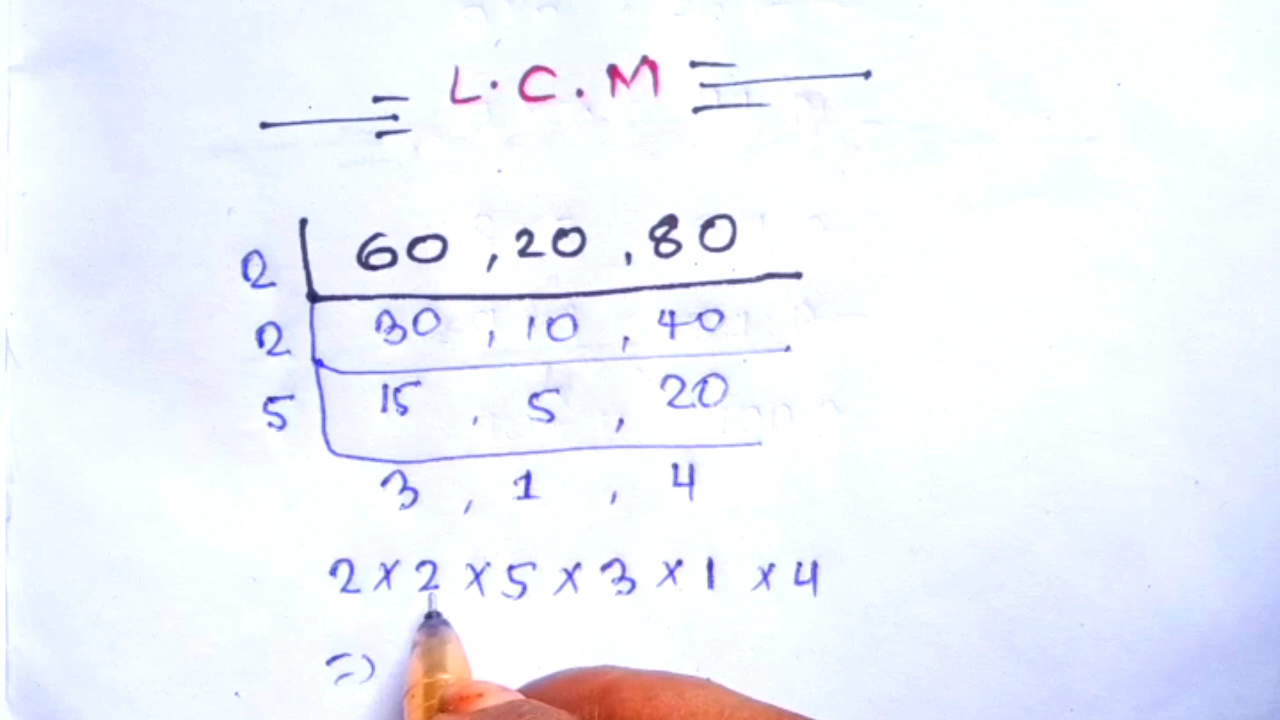 L.C.M
2 60, 20, 80
2 30, 10, 40
5 15, 5, 20
3, 1, 4
2 × 2 × 5 × 3 × 1 × 4
⇒